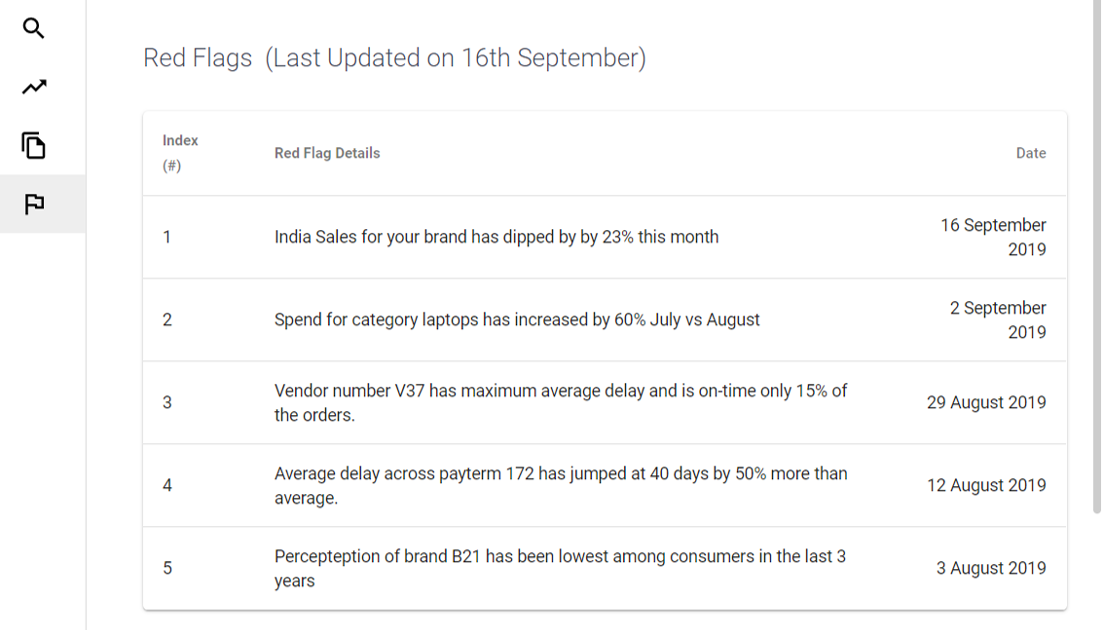 Red Flags (Last Updated on 16th September)
Index
(#)
Red Flag Details
Date
1
India Sales for your brand has dipped by by 23% this month
16 September
2019
2
Spend for category laptops has increased by 60% July vs August
2 September
2019
3
Vendor number V37 has maximum average delay and is on-time only 15% of
the orders.
29 August 2019
4
Average delay across payterm 172 has jumped at 40 days by 50% more than
average.
12 August 2019
5
Percepteption of brand B21 has been lowest among consumers in the last 3
years
3 August 2019